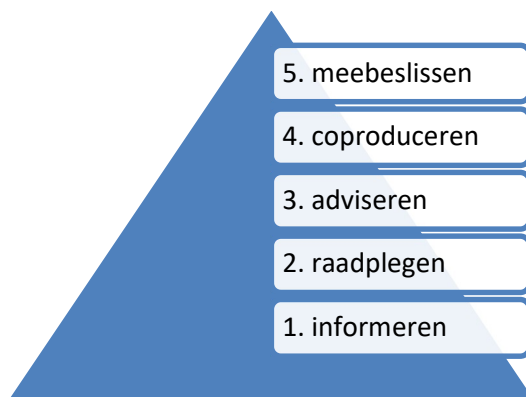 5. meebeslissen
4. coproduceren
3. adviseren
2. raadplegen
1. informeren